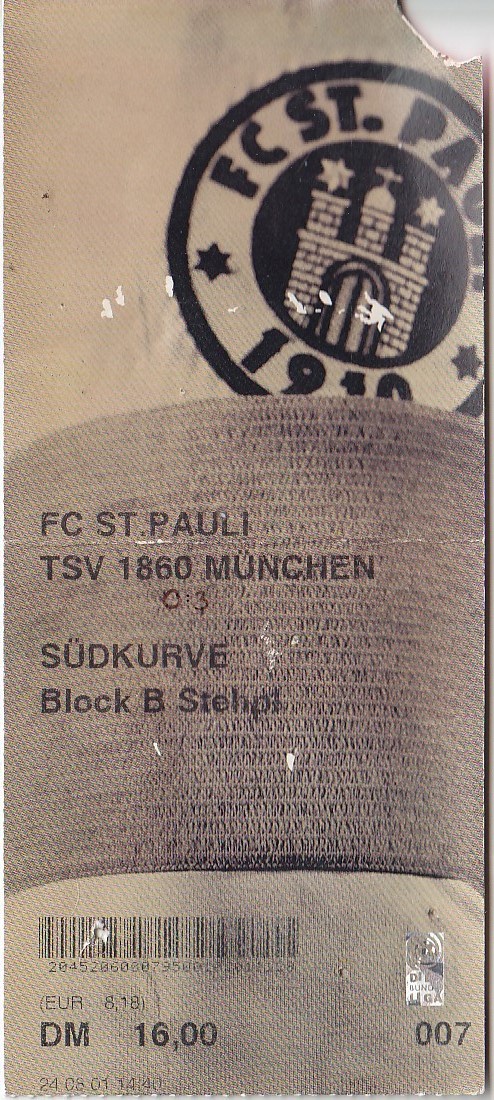 FC ST. PA
1910
FC ST.PAULI
TSV 1860 MÜNCHEN
0:3
SÜDKURVE
Block B Stehpl
(EUR 8,18)
DM 16,00
007
24.08.01 14:40